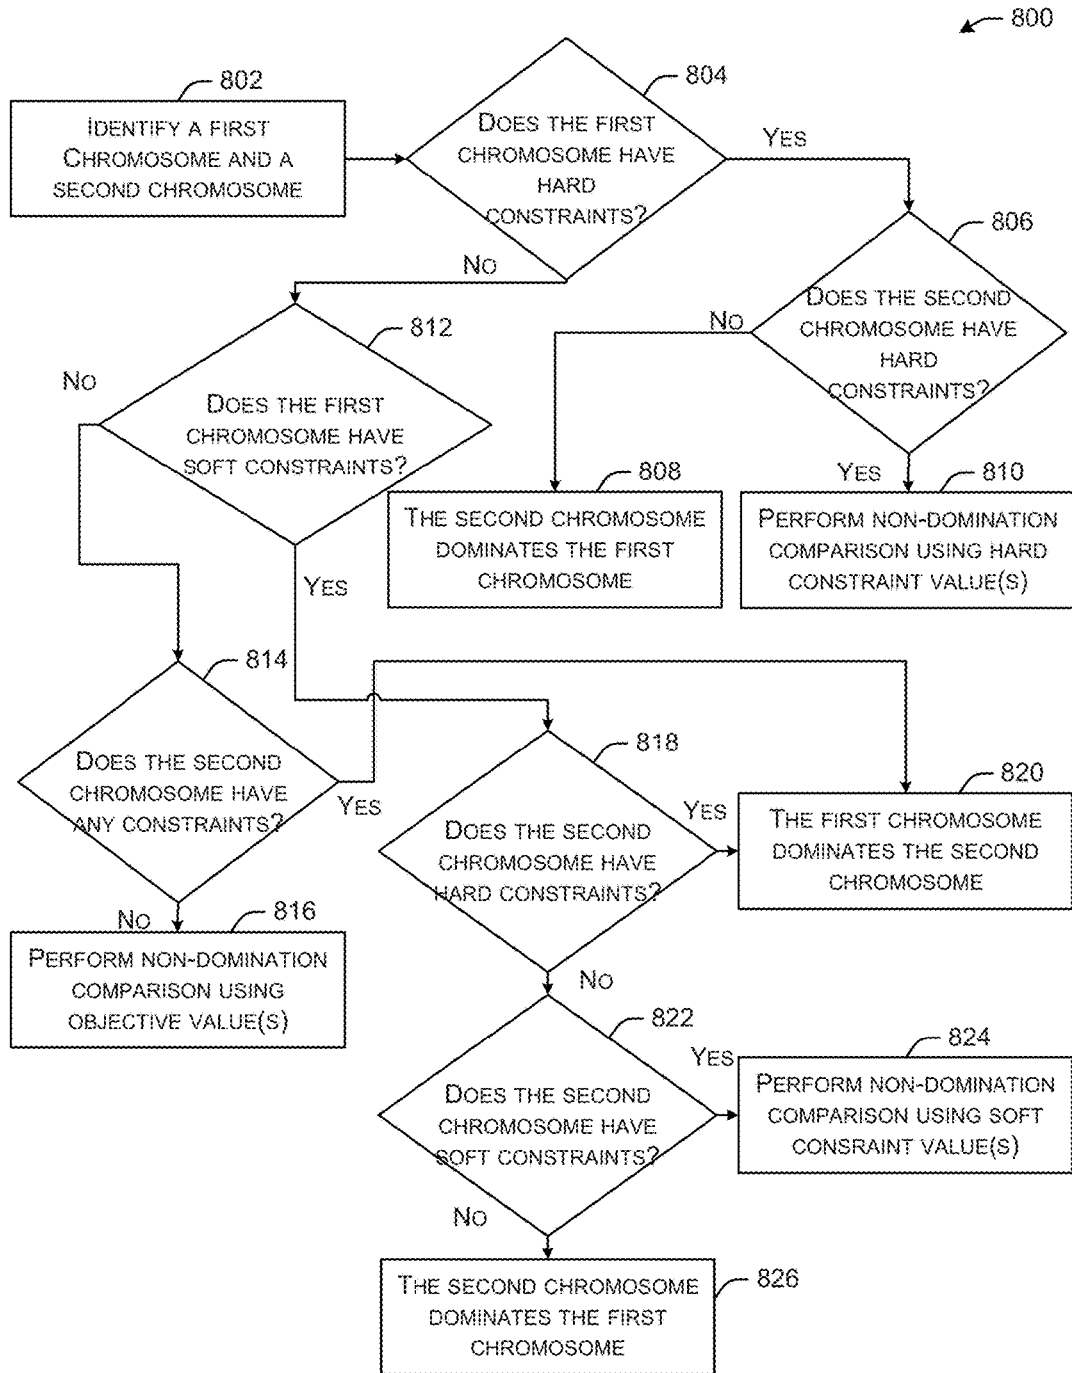 800
802
IDENTIFY A FIRST
CHROMOSOME AND A
SECOND CHROMOSOME
804
DOES THE FIRST
CHROMOSOME HAVE
HARD
CONSTRAINTS?
YES
NO
806
DOES THE SECOND
CHROMOSOME HAVE
HARD
CONSTRAINTS?
NO
YES
812
DOES THE FIRST
CHROMOSOME HAVE
SOFT CONSTRAINTS?
NO
YES
808
THE SECOND CHROMOSOME
DOMINATES THE FIRST
CHROMOSOME
810
PERFORM NON-DOMINATION
COMPARISON USING HARD
CONSTRAINT VALUE(S)
814
DOES THE SECOND
CHROMOSOME HAVE
ANY CONSTRAINTS?
YES
NO
816
PERFORM NON-DOMINATION
COMPARISON USING
OBJECTIVE VALUE(S)
818
DOES THE SECOND
CHROMOSOME HAVE
HARD CONSTRAINTS?
YES
NO
820
THE FIRST CHROMOSOME
DOMINATES THE SECOND
CHROMOSOME
822
DOES THE SECOND
CHROMOSOME HAVE
SOFT CONSTRAINTS?
YES
NO
824
PERFORM NON-DOMINATION
COMPARISON USING SOFT
CONSRAINT VALUE(S)
826
THE SECOND CHROMOSOME
DOMINATES THE FIRST
CHROMOSOME